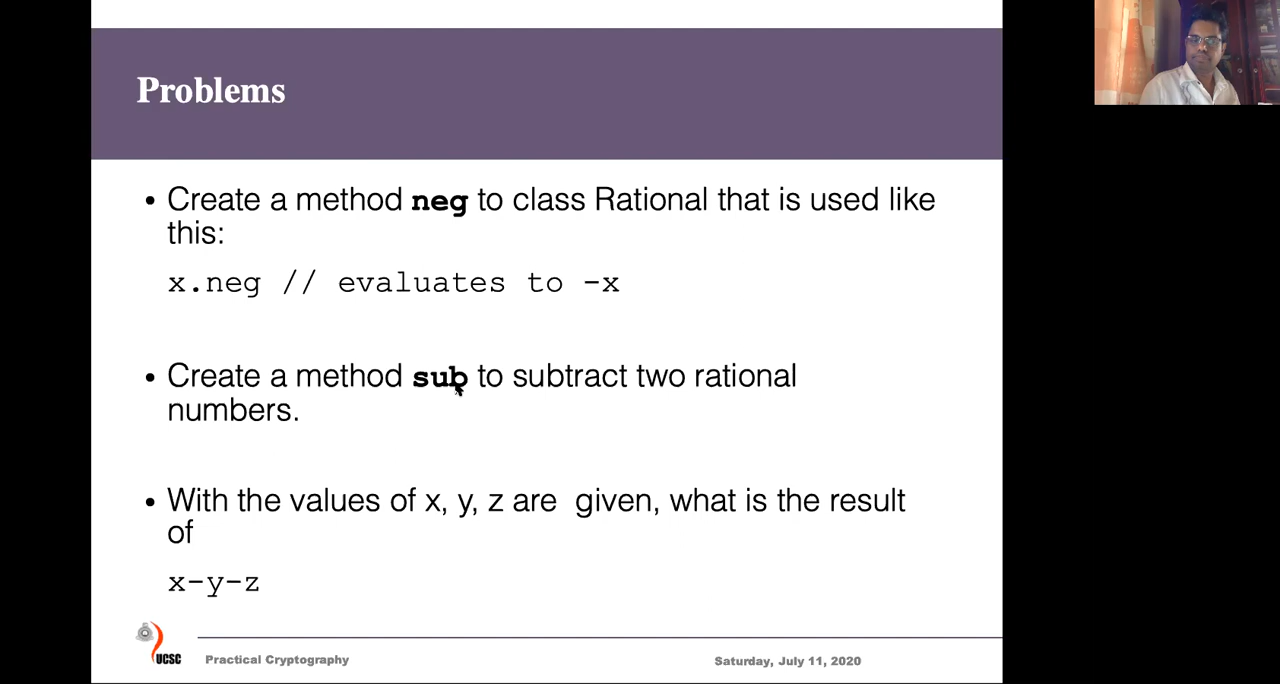 Problems
• Create a method neg to class Rational that is used like
this:
x.neg // evaluates to -x
• Create a method sub to subtract two rational
numbers.
• With the values of x, y, z are given, what is the result
of
x-y-z
UCSC
Practical Cryptography
Saturday, July 11, 2020